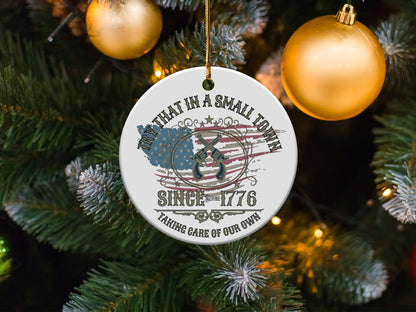 TRY THAT IN A SMALL TOWN
SINCE 1776
TAKING CARE OF OUR OWN